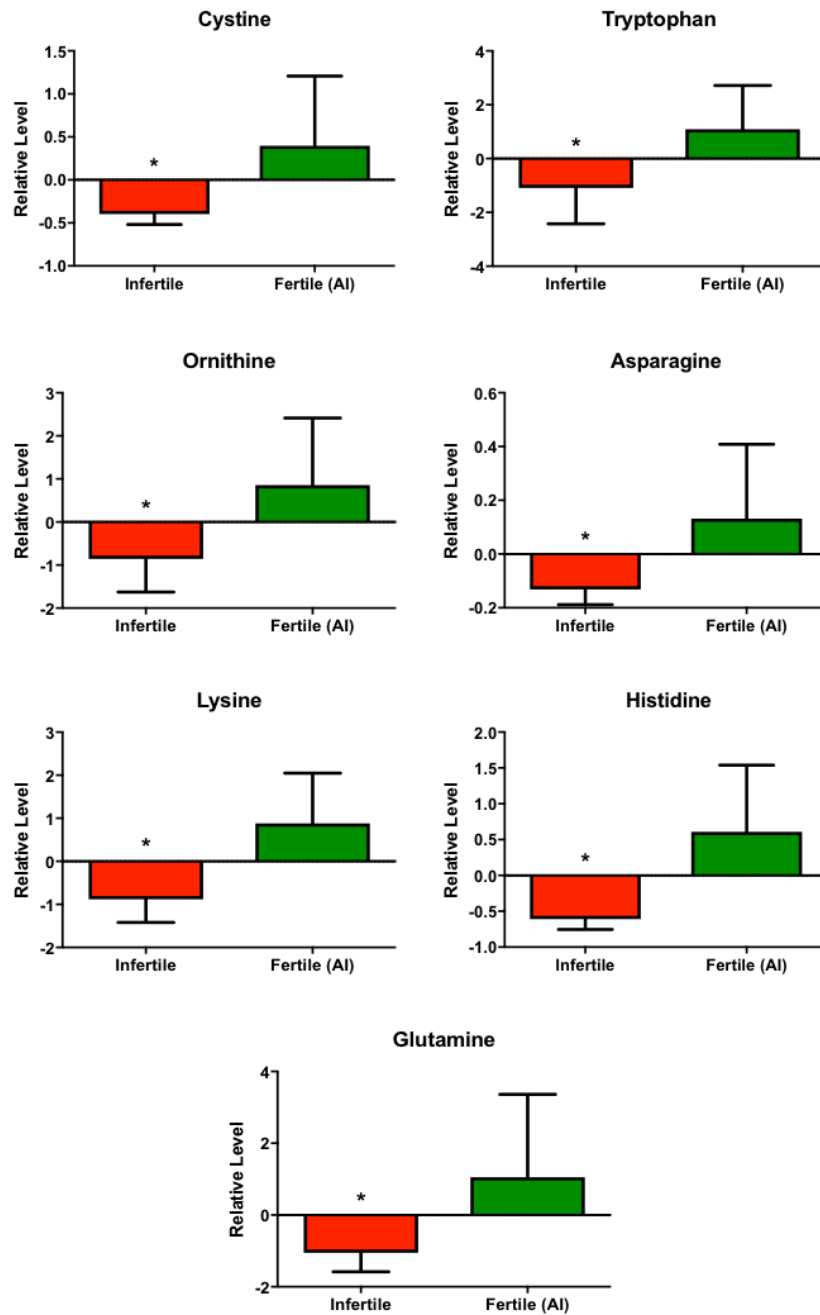 Cystine
Relative Level
1.5
1.0
0.5
0.0
-0.5
-1.0
*
Infertile
Fertile (AI)
Tryptophan
Relative Level
4
2
0
-2
-4
*
Infertile
Fertile (AI)
Ornithine
Relative Level
3
2
1
0
-1
-2
*
Infertile
Fertile (AI)
Asparagine
Relative Level
0.6
0.4
0.2
0.0
-0.2
*
Infertile
Fertile (AI)
Lysine
Relative Level
3
2
1
0
-1
-2
*
Infertile
Fertile (AI)
Histidine
Relative Level
2.0
1.5
1.0
0.5
0.0
-0.5
-1.0
*
Infertile
Fertile (AI)
Glutamine
Relative Level
4
2
0
-2
*
Infertile
Fertile (AI)